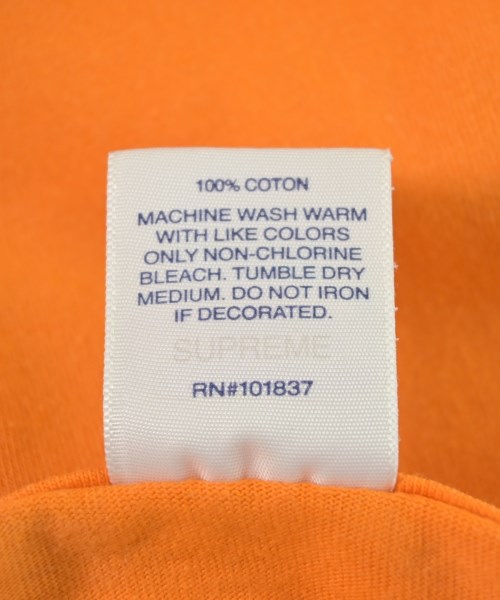 100% COTON
MACHINE WASH WARM
WITH LIKE COLORS
ONLY NON-CHLORINE
BLEACH. TUMBLE DRY
MEDIUM. DO NOT IRON
IF DECORATED.
SUPREME
RN#101837